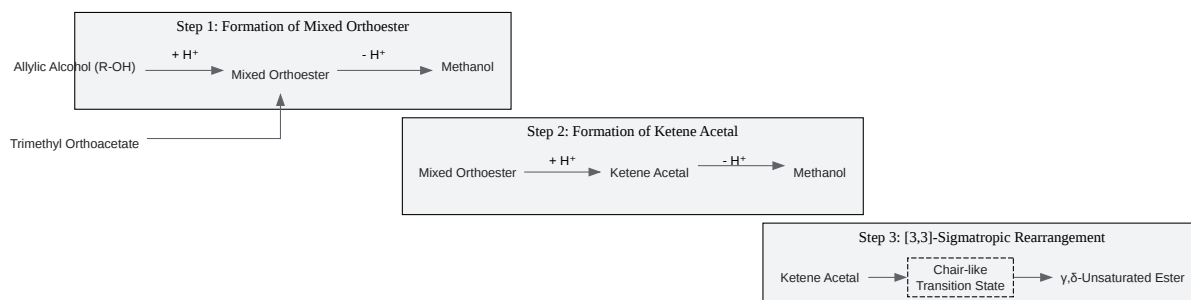 Step 1: Formation of Mixed Orthoester
+ H⁺
- H⁺
Allylic Alcohol (R-OH)
Mixed Orthoester
Methanol
Trimethyl Orthoacetate
Step 2: Formation of Ketene Acetal
+ H⁺
- H⁺
Mixed Orthoester
Ketene Acetal
Methanol
Step 3: [3,3]-Sigmatropic Rearrangement
Ketene Acetal
Chair-like
Transition State
γ,δ-Unsaturated Ester